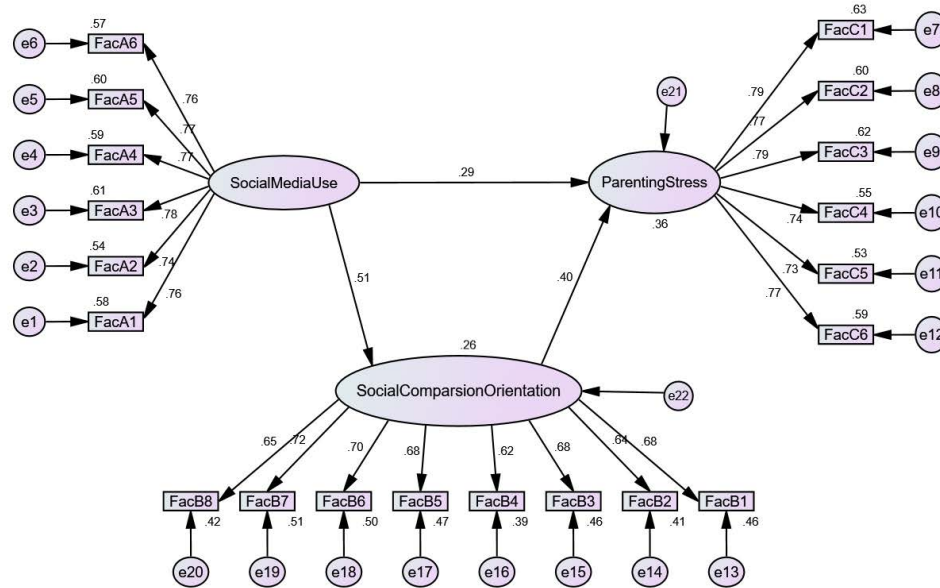 .57
e6
FacA6
.76
.60
e5
FacA5
.77
.59
e4
FacA4
.77
.61
e3
FacA3
.78
.54
e2
FacA2
.74
.58
e1
FacA1
.76
SocialMediaUse
.29
.51
e21
ParentingStress
.36
.40
.63
FacC1
e7
.79
.60
FacC2
e8
.77
.62
FacC3
e9
.79
.55
FacC4
e10
.74
.53
FacC5
e11
.73
.59
FacC6
e12
.77
.26
SocialComparsionOrientation
e22
.65
.72
.70
.68
.62
.68
.64
.68
FacB8
FacB7
FacB6
FacB5
FacB4
FacB3
FacB2
FacB1
.42
.51
.50
.47
.39
.46
.41
.46
e20
e19
e18
e17
e16
e15
e14
e13